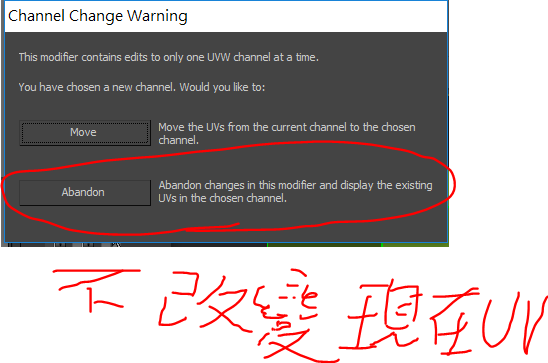 Channel Change Warning
This modifier contains edits to only one UVW channel at a time.
You have chosen a new channel. Would you like to:
Move
Move the UVs from the current channel to the chosen
channel.
Abandon
Abandon changes in this modifier and display the existing
UVs in the chosen channel.
不改變現在UV